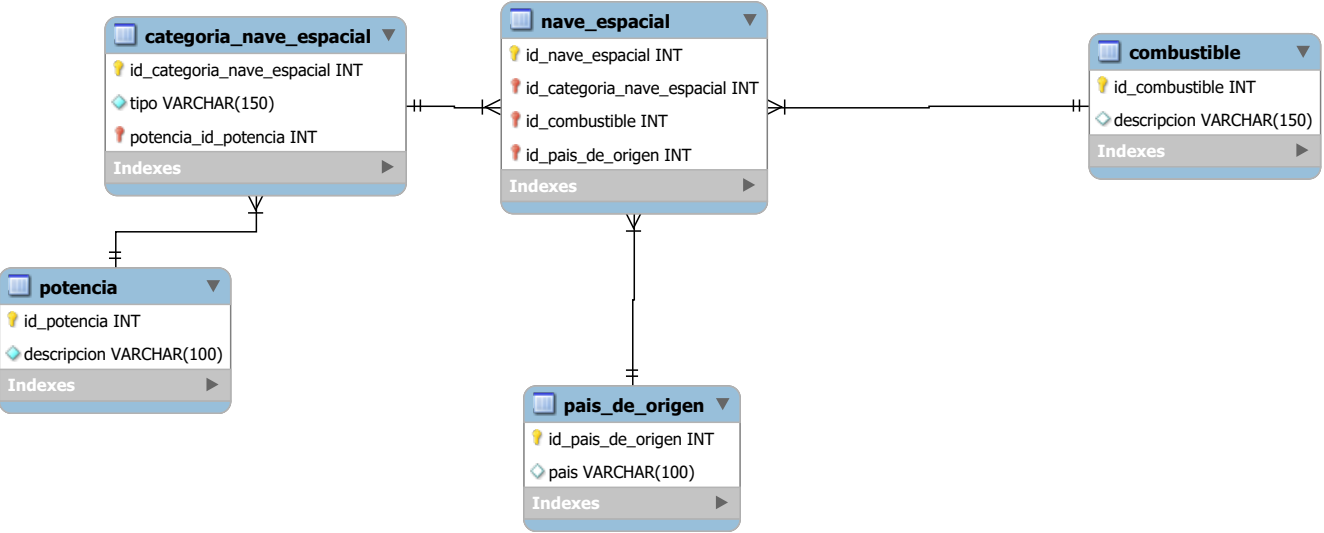 categoria_nave_espacial
id_categoria_nave_espacial INT
tipo VARCHAR(150)
potencia_id_potencia INT
Indexes
nave_espacial
id_nave_espacial INT
id_categoria_nave_espacial INT
id_combustible INT
id_pais_de_origen INT
Indexes
combustible
id_combustible INT
descripcion VARCHAR(150)
Indexes
potencia
id_potencia INT
descripcion VARCHAR(100)
Indexes
pais_de_origen
id_pais_de_origen INT
pais VARCHAR(100)
Indexes